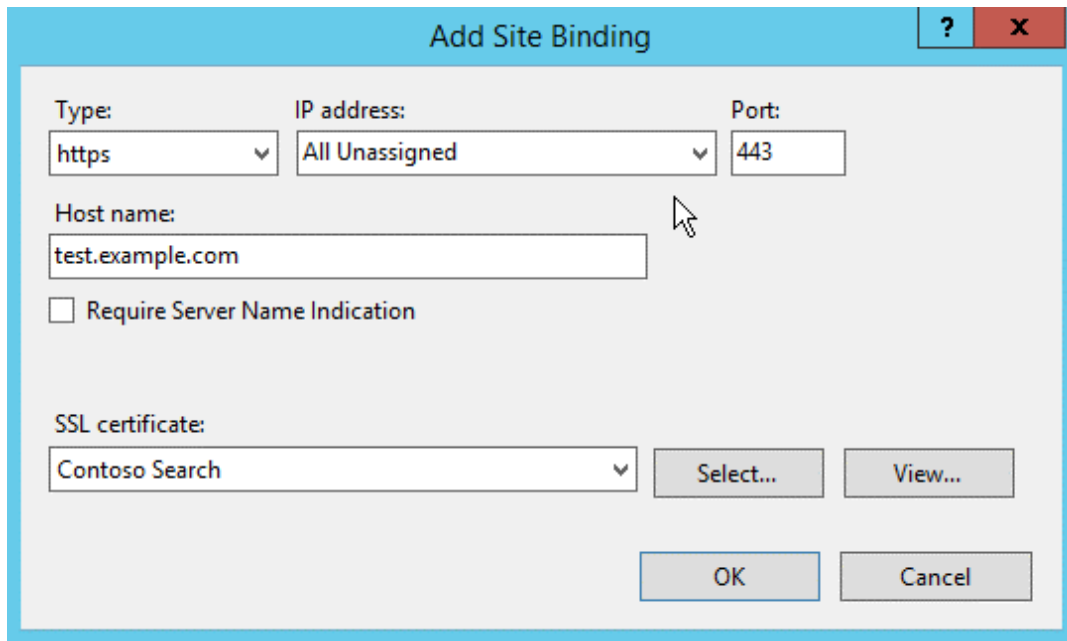 Add Site Binding
?
x
Type:
IP address:
Port:
https
All Unassigned
443
Host name:
test.example.com
Require Server Name Indication
SSL certificate:
Contoso Search
Select...
View...
OK
Cancel